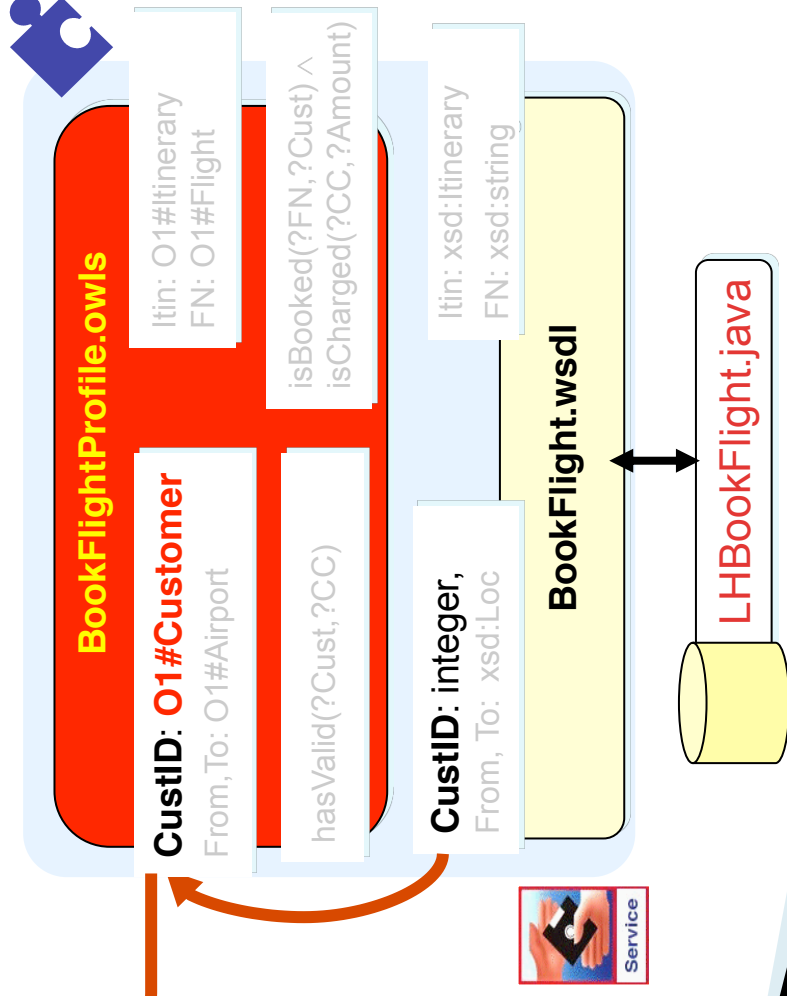 BookFlightProfile.owls
CustID: O1#Customer
From,To: O1#Airport
Itin: O1#Itinerary
FN: O1#Flight
hasValid(?Cust,?CC)
isBooked(?FN,?Cust) ∧
isCharged(?CC,?Amount)
CustID: integer,
From, To: xsd:Loc
Itin: xsd:Itinerary
FN: xsd:string
BookFlight.wsdl
LHBookFlight.java
Service